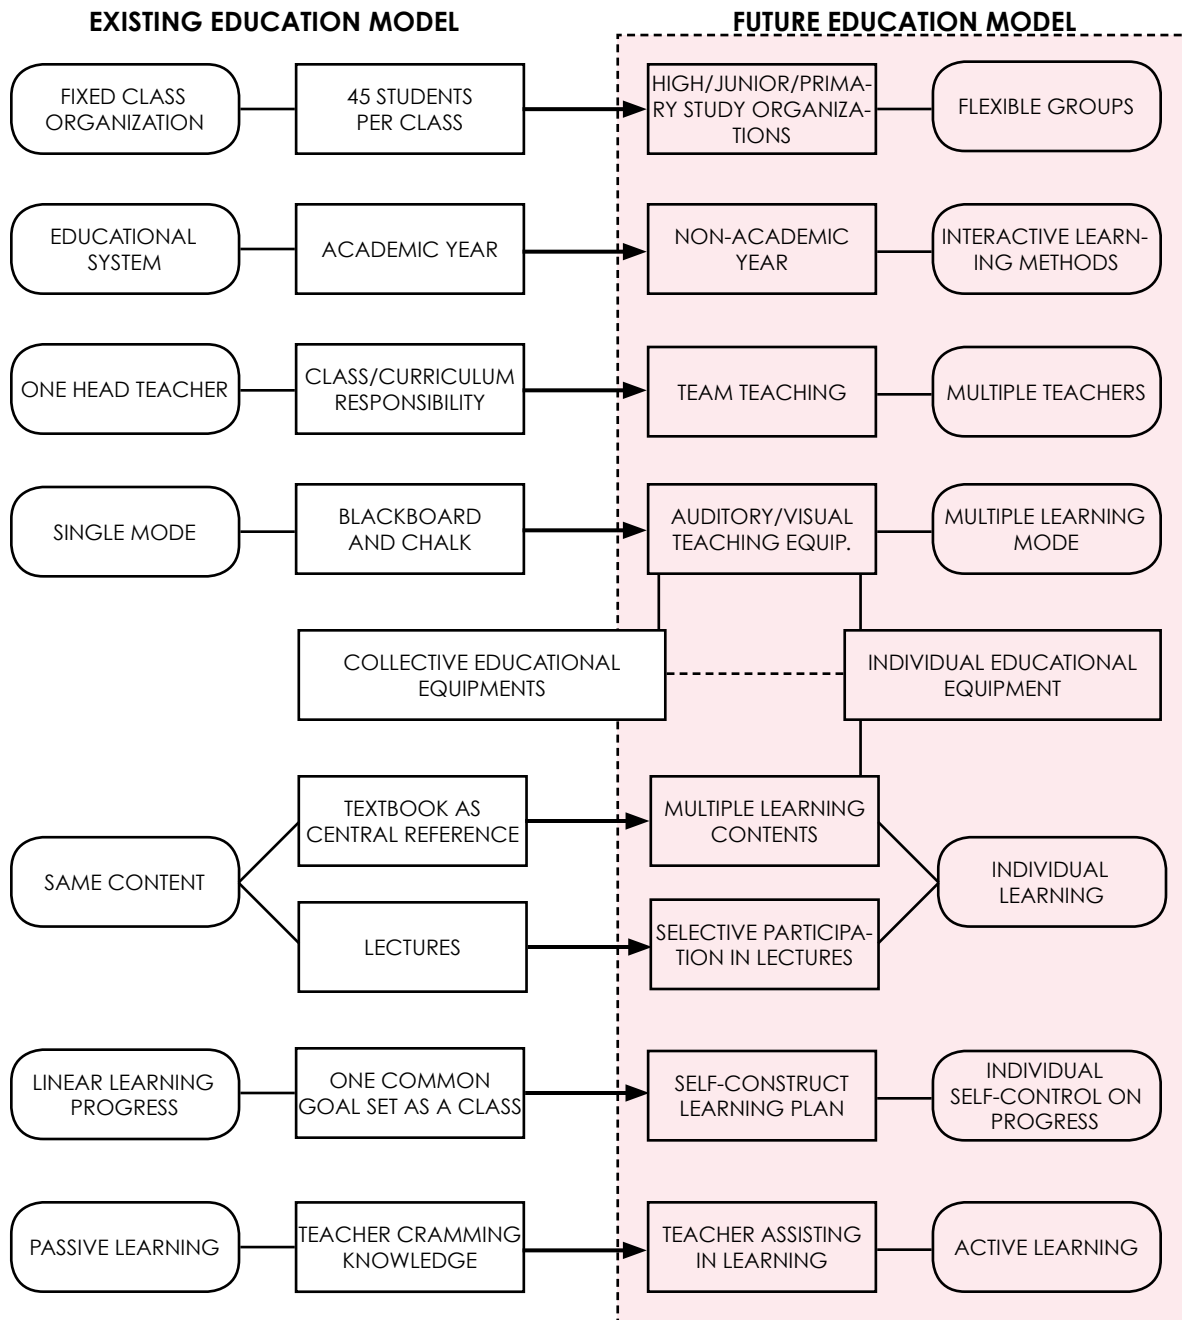 EXISTING EDUCATION MODEL
FUTURE EDUCATION MODEL
FIXED CLASS
ORGANIZATION
45 STUDENTS
PER CLASS
HIGH/JUNIOR/PRIMA-
RY STUDY ORGANIZA-
TIONS
FLEXIBLE GROUPS
EDUCATIONAL
SYSTEM
ACADEMIC YEAR
NON-ACADEMIC
YEAR
INTERACTIVE LEARN-
ING METHODS
ONE HEAD TEACHER
CLASS/CURRICULUM
RESPONSIBILITY
TEAM TEACHING
MULTIPLE TEACHERS
SINGLE MODE
BLACKBOARD
AND CHALK
AUDITORY/VISUAL
TEACHING EQUIP.
MULTIPLE LEARNING
MODE
COLLECTIVE EDUCATIONAL
EQUIPMENTS
INDIVIDUAL EDUCATIONAL
EQUIPMENT
SAME CONTENT
TEXTBOOK AS
CENTRAL REFERENCE
MULTIPLE LEARNING
CONTENTS
LECTURES
SELECTIVE PARTICIPA-
TION IN LECTURES
INDIVIDUAL
LEARNING
LINEAR LEARNING
PROGRESS
ONE COMMON
GOAL SET AS A CLASS
SELF-CONSTRUCT
LEARNING PLAN
INDIVIDUAL
SELF-CONTROL ON
PROGRESS
PASSIVE LEARNING
TEACHER CRAMMING
KNOWLEDGE
TEACHER ASSISTING
IN LEARNING
ACTIVE LEARNING